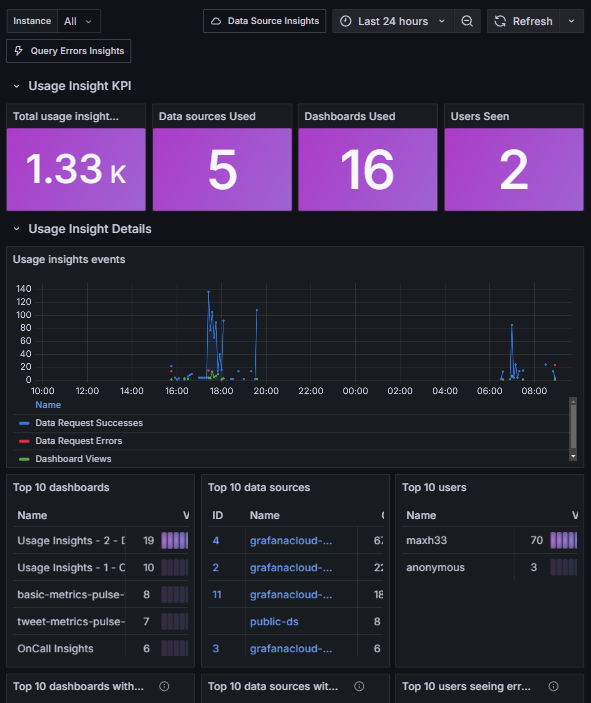 Instance All Data Source Insights Last 24 hours Refresh
Query Errors Insights
Usage Insight KPI
Total usage insight... Data sources Used Dashboards Used Users Seen
1.33 K 5 16 2
Usage Insight Details
Usage insights events
140
120
100
80
60
40
20
0
10:00 12:00 14:00 16:00 18:00 20:00 22:00 00:00 02:00 04:00 06:00 08:00
Name
Data Request Successes
Data Request Errors
Dashboard Views
Top 10 dashboards
Name
Usage Insights - 2 - 19
Usage Insights - 1 - 10
basic-metrics-pulse- 8
tweet-metrics-pulse- 7
OnCall Insights 6
Top 10 data sources
ID Name
4 grafanacloud-... 67
2 grafanacloud-... 22
11 grafanacloud-... 18
public-ds 8
3 grafanacloud-... 6
Top 10 users
Name
maxh33 70
anonymous 3
Top 10 dashboards with... Top 10 data sources wit... Top 10 users seeing err...